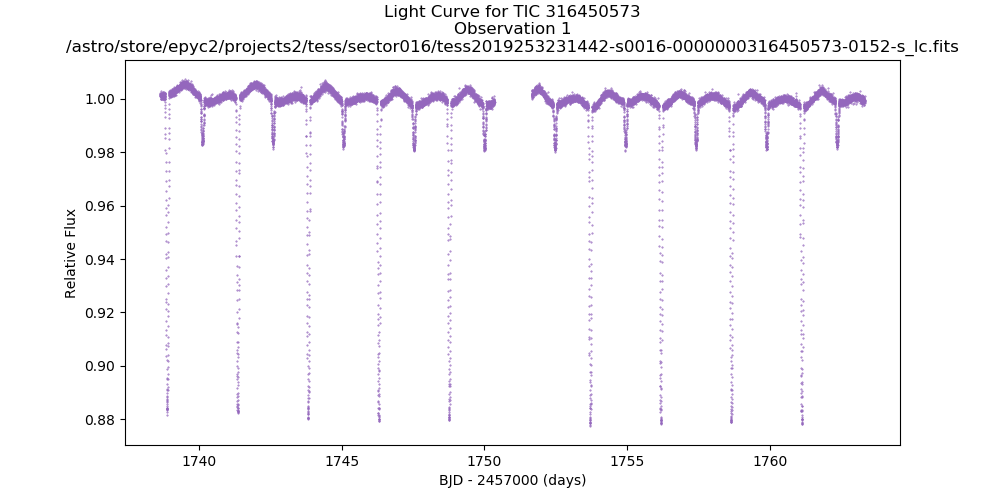 Light Curve for TIC 316450573
Observation 1
/astro/store/epyc2/projects2/tess/sector016/tess2019253231442-s0016-0000000316450573-0152-s_lc.fits
1.00
0.98
0.96
0.94
0.92
0.90
0.88
Relative Flux
1740
1745
1750
1755
1760
BJD - 2457000 (days)